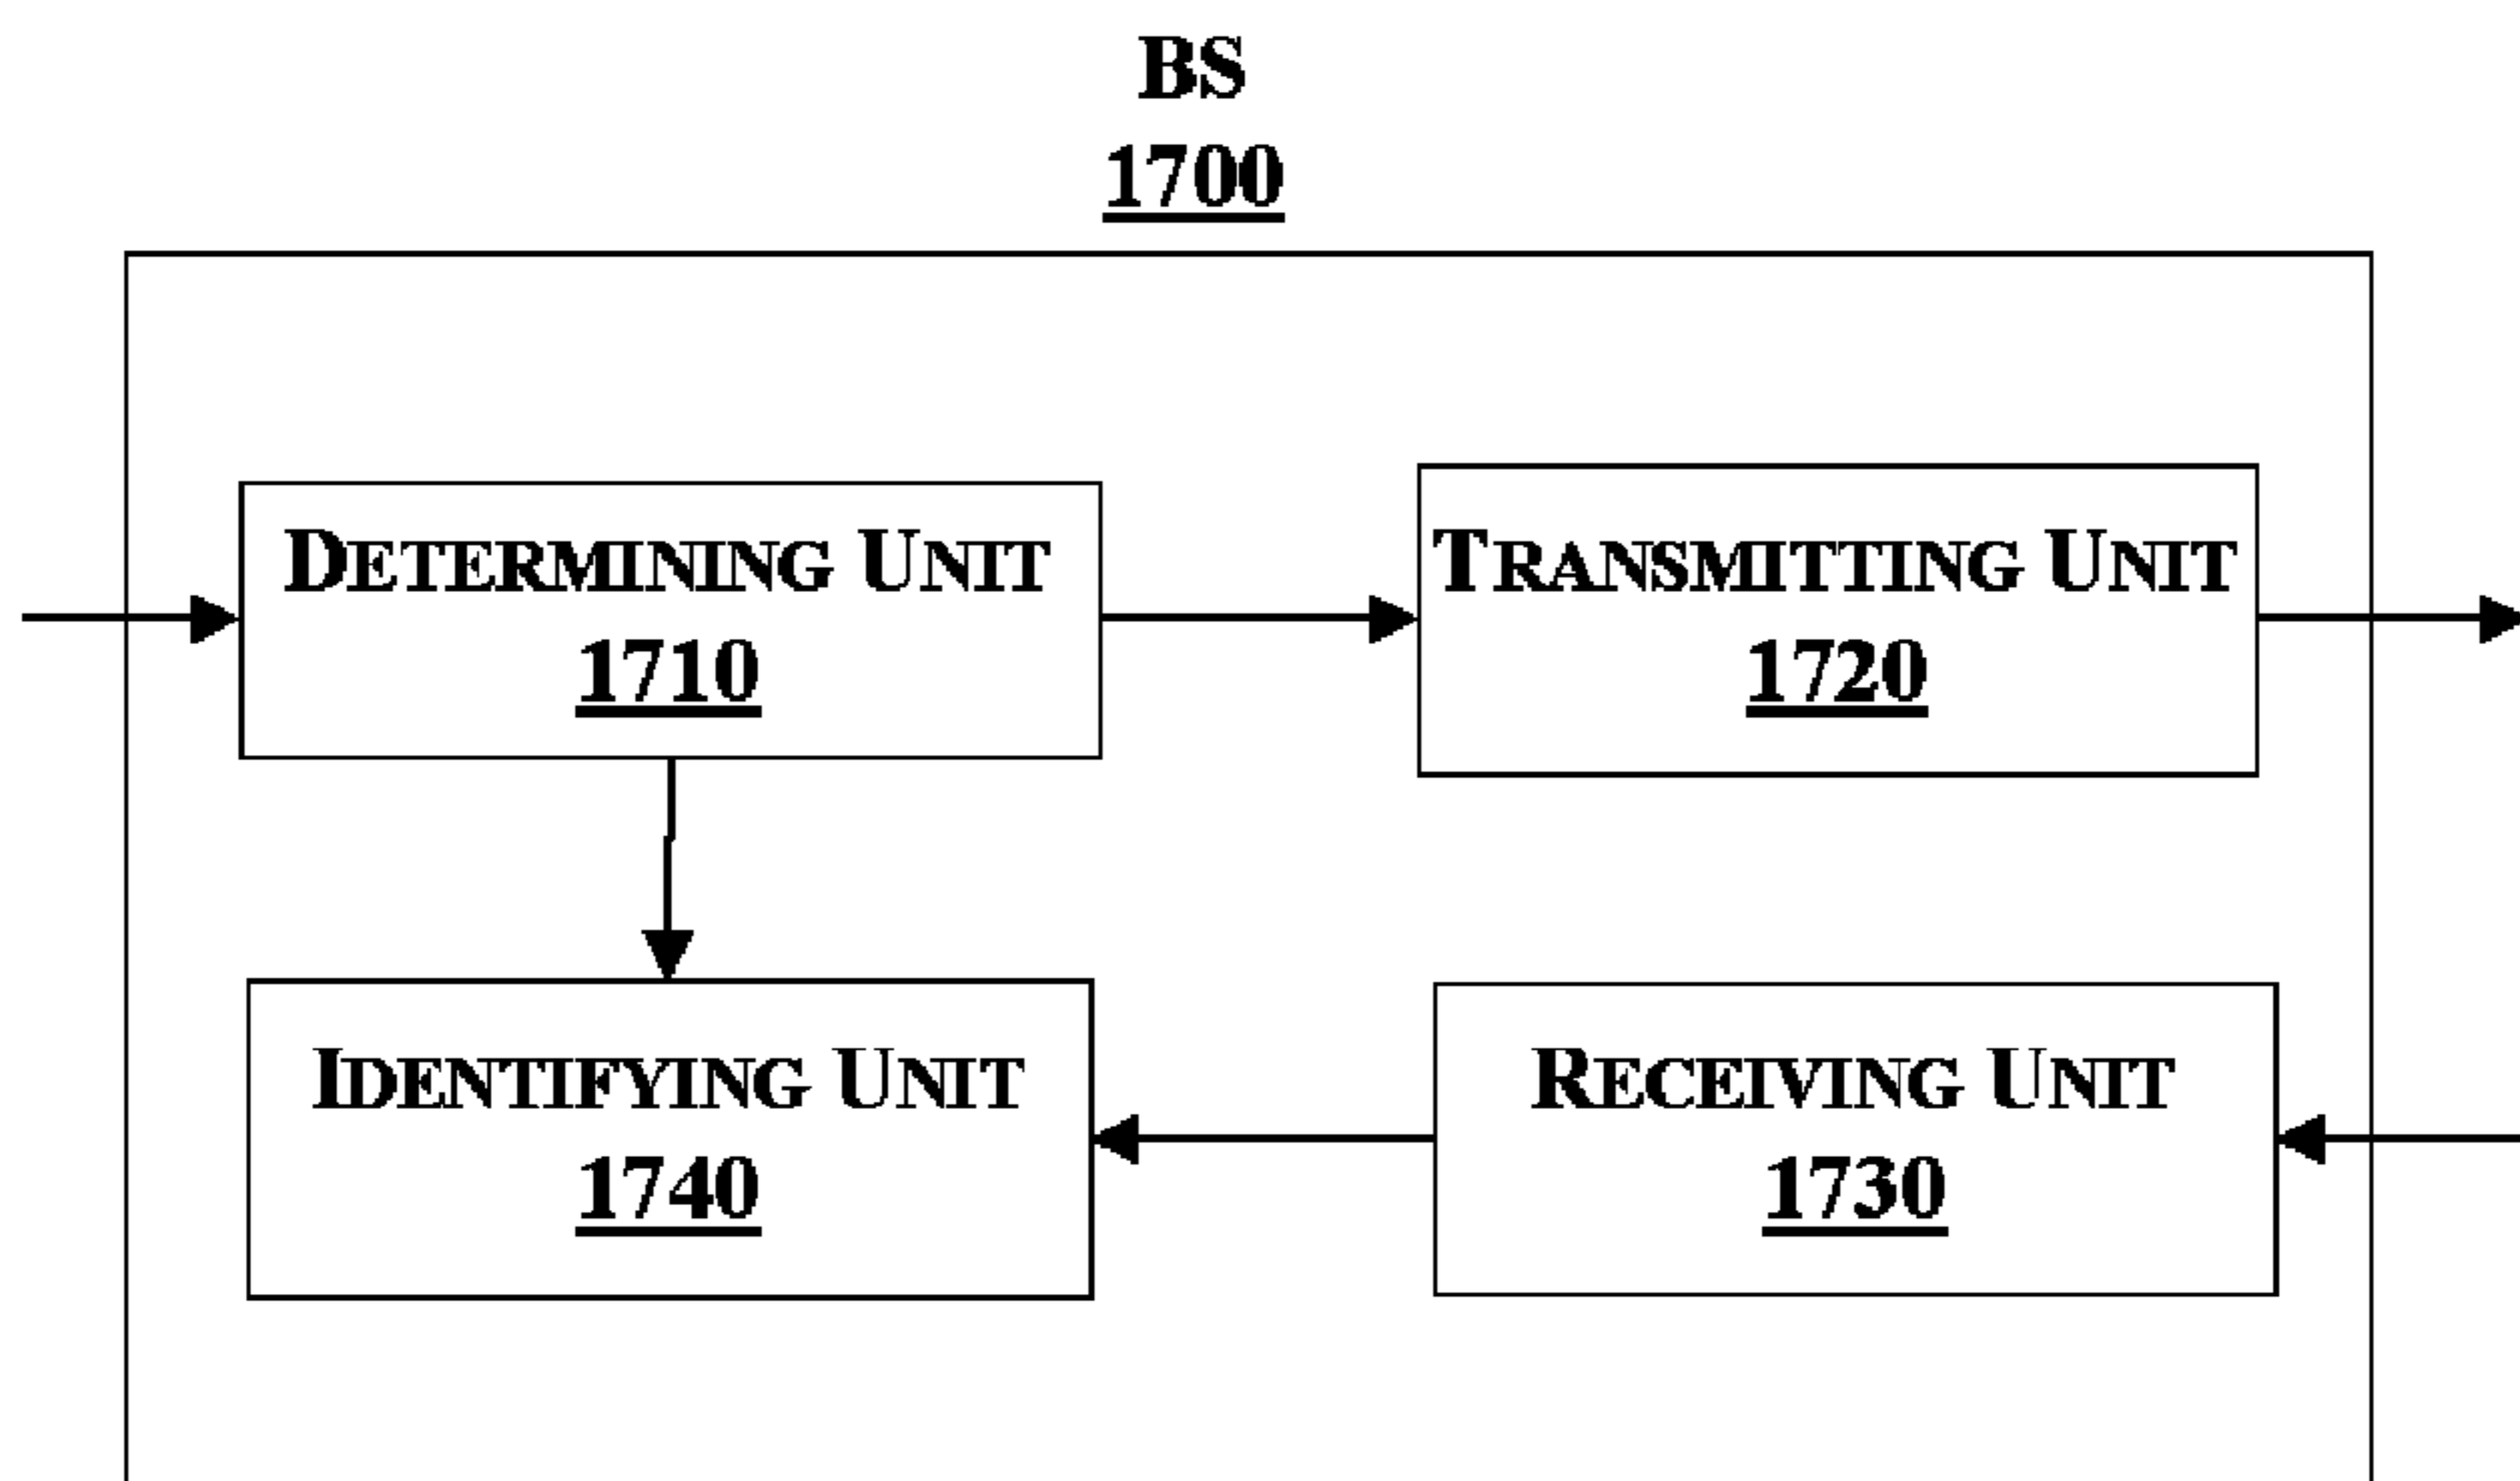 BS
1700
DETERMINING UNIT
1710
TRANSMITTING UNIT
1720
IDENTIFYING UNIT
1740
RECEIVING UNIT
1730